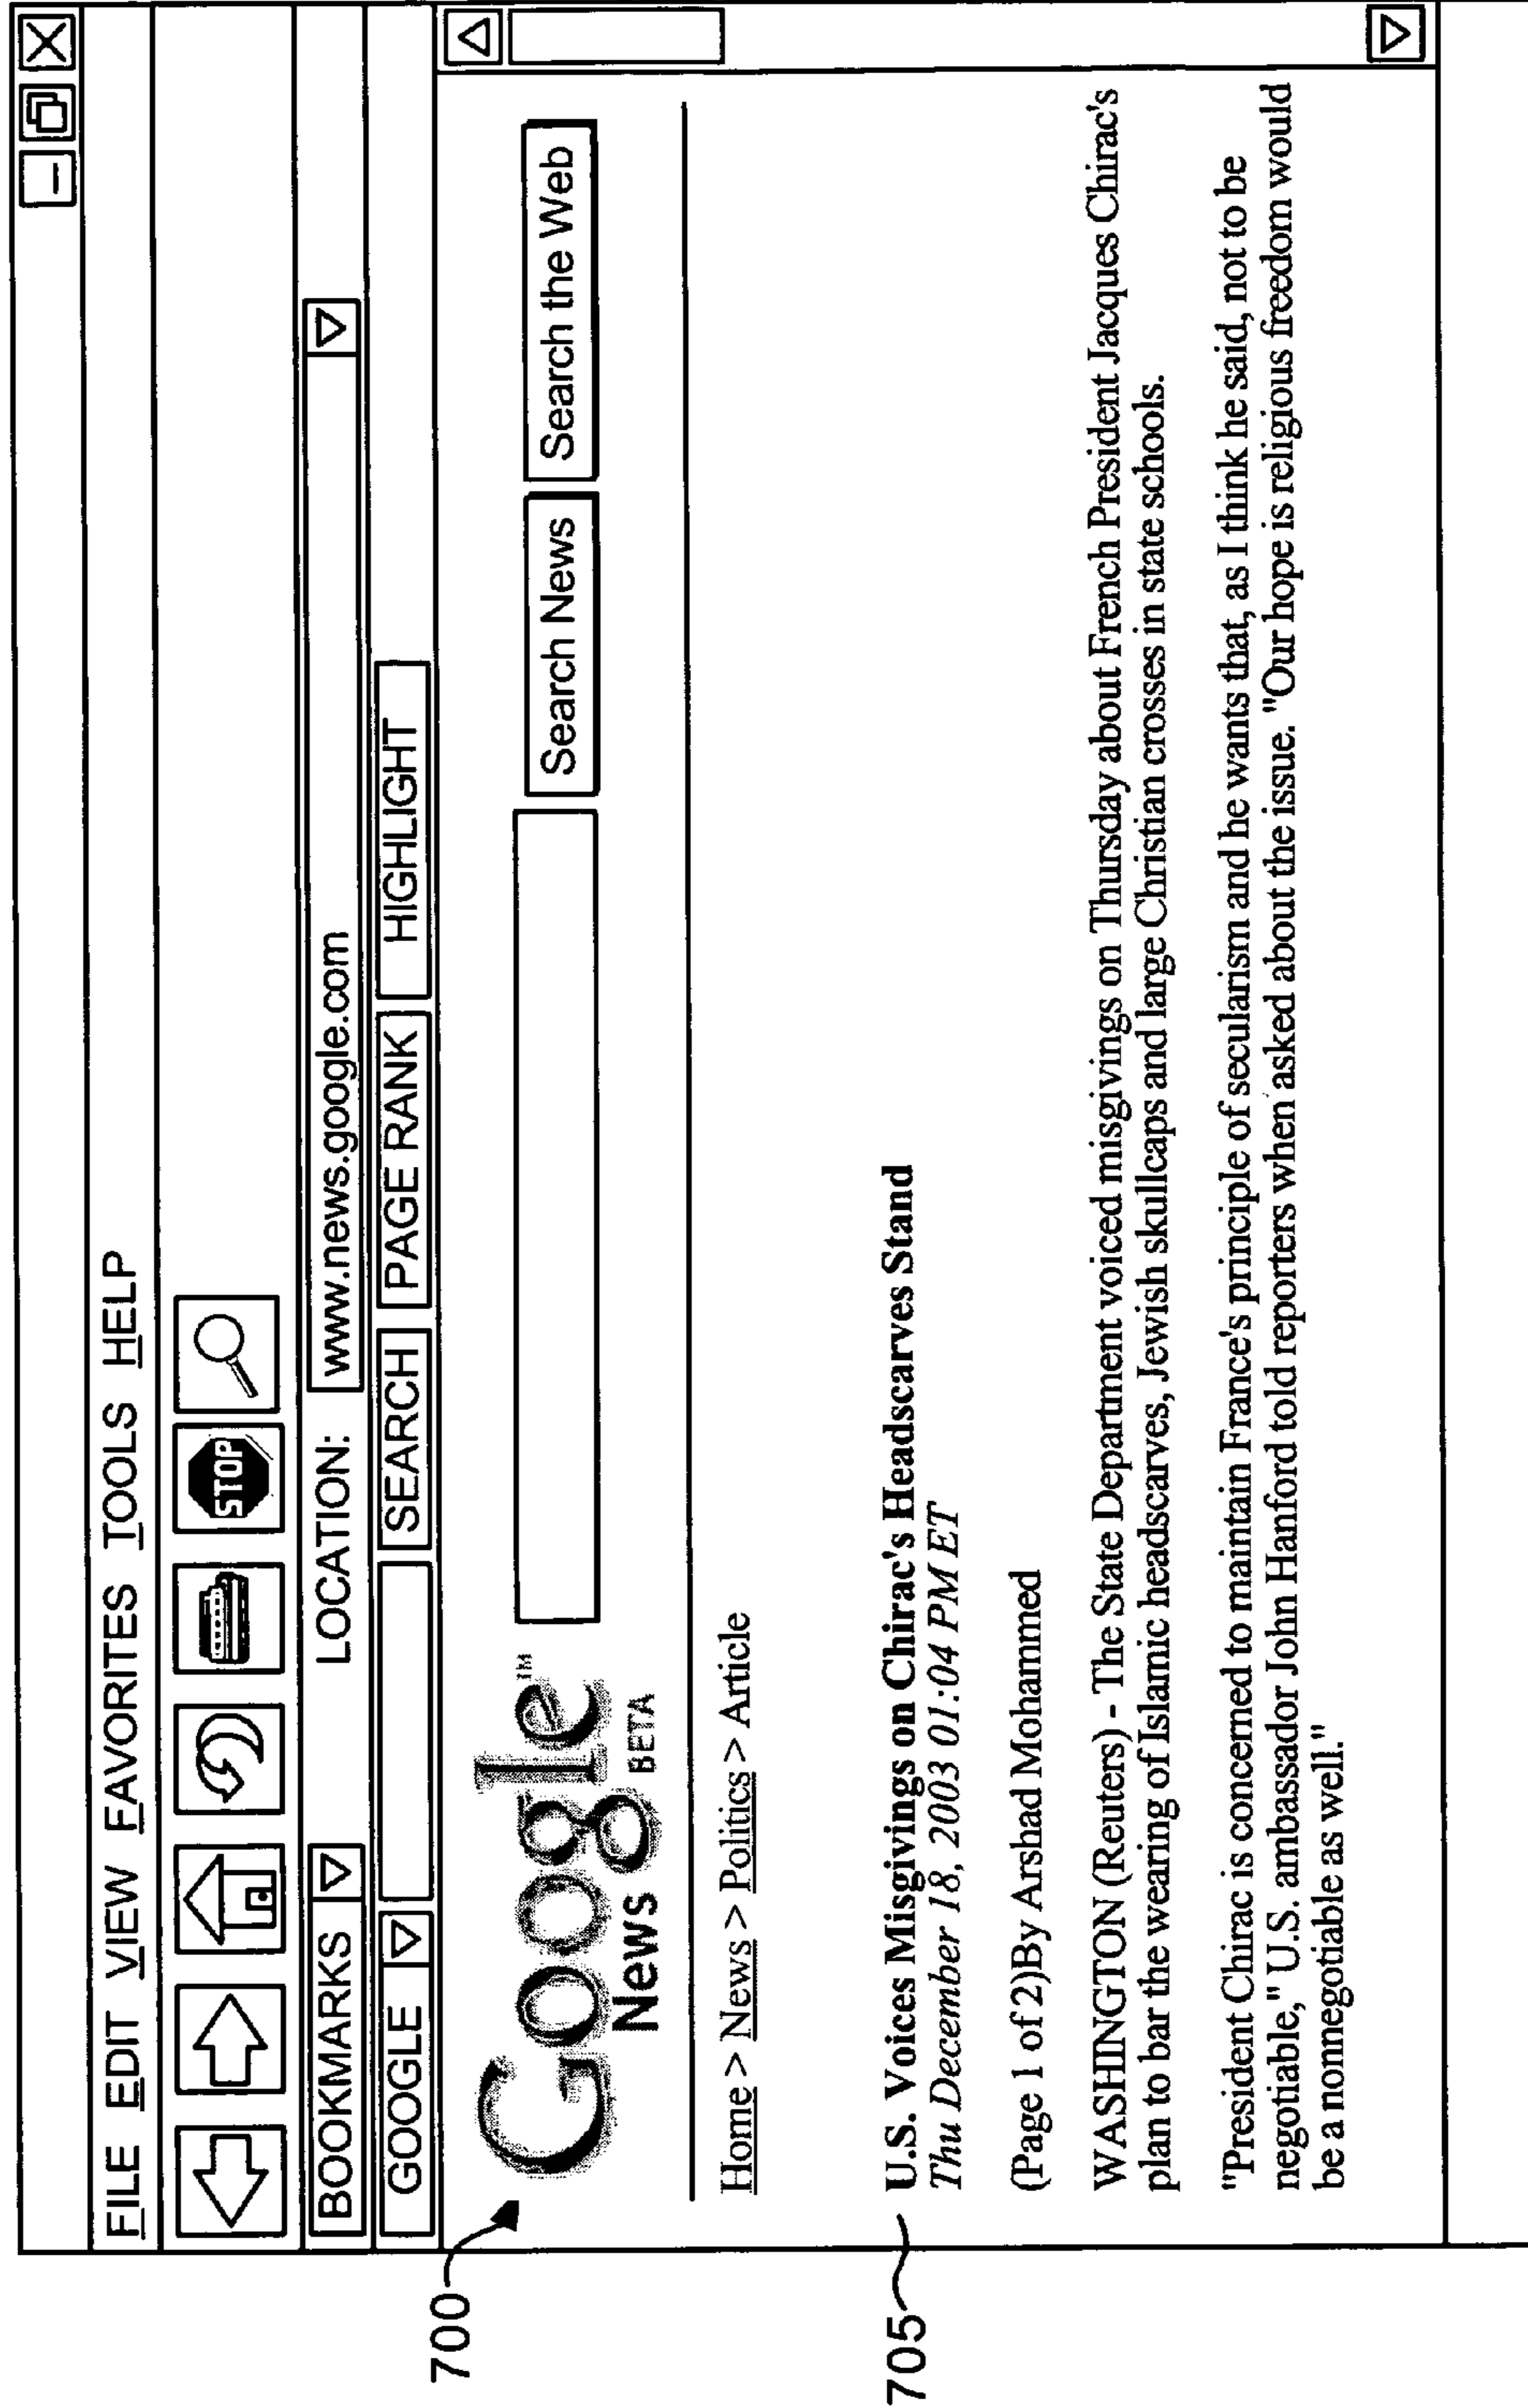 FILE EDIT VIEW FAVORITES TOOLS HELP
STOP
BOOKMARKS LOCATION: www.news.google.com
GOOGLE SEARCH PAGE RANK HIGHLIGHT
700
Google™ Search News Search the Web
News BETA
Home > News > Politics > Article
705
U.S. Voices Misgivings on Chirac's Headscarves Stand
Thu December 18, 2003 01:04 PM ET
(Page 1 of 2)By Arshad Mohammed
WASHINGTON (Reuters) - The State Department voiced misgivings on Thursday about French President Jacques Chirac's
plan to bar the wearing of Islamic headscarves, Jewish skullcaps and large Christian crosses in state schools.
"President Chirac is concerned to maintain France's principle of secularism and he wants that, as I think he said, not to be
negotiable," U.S. ambassador John Hanford told reporters when asked about the issue. "Our hope is religious freedom would
be a nonnegotiable as well."